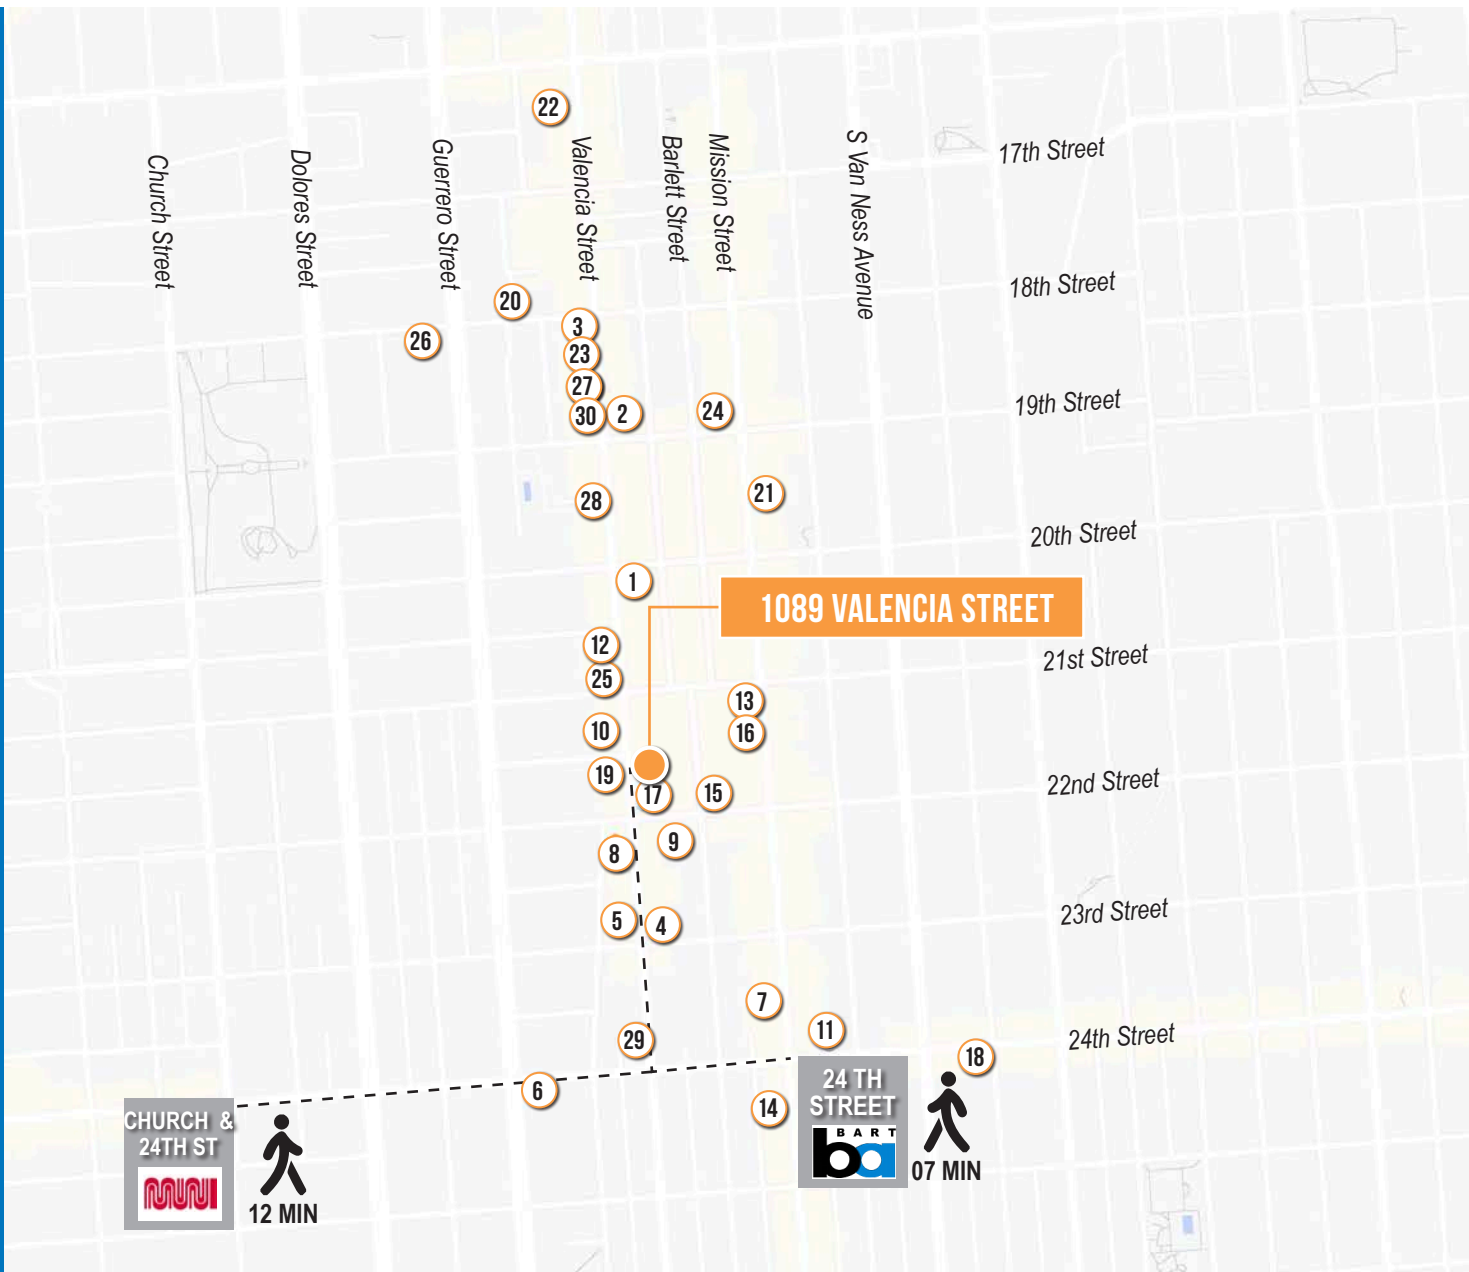 22
Church Street
Dolores Street
Guerrero Street
Valencia Street
Barlett Street
Mission Street
S Van Ness Avenue
17th Street
18th Street
20
3
26
23
27
30
2
24
19th Street
28
21
20th Street
1
1089 VALENCIA STREET
12
21st Street
25
13
10
16
19
22nd Street
17
15
8
9
5
4
23rd Street
7
11
29
24th Street
18
6
24 TH
STREET
BART
ba
07 MIN
14
CHURCH &
24TH ST
MUNI
12 MIN